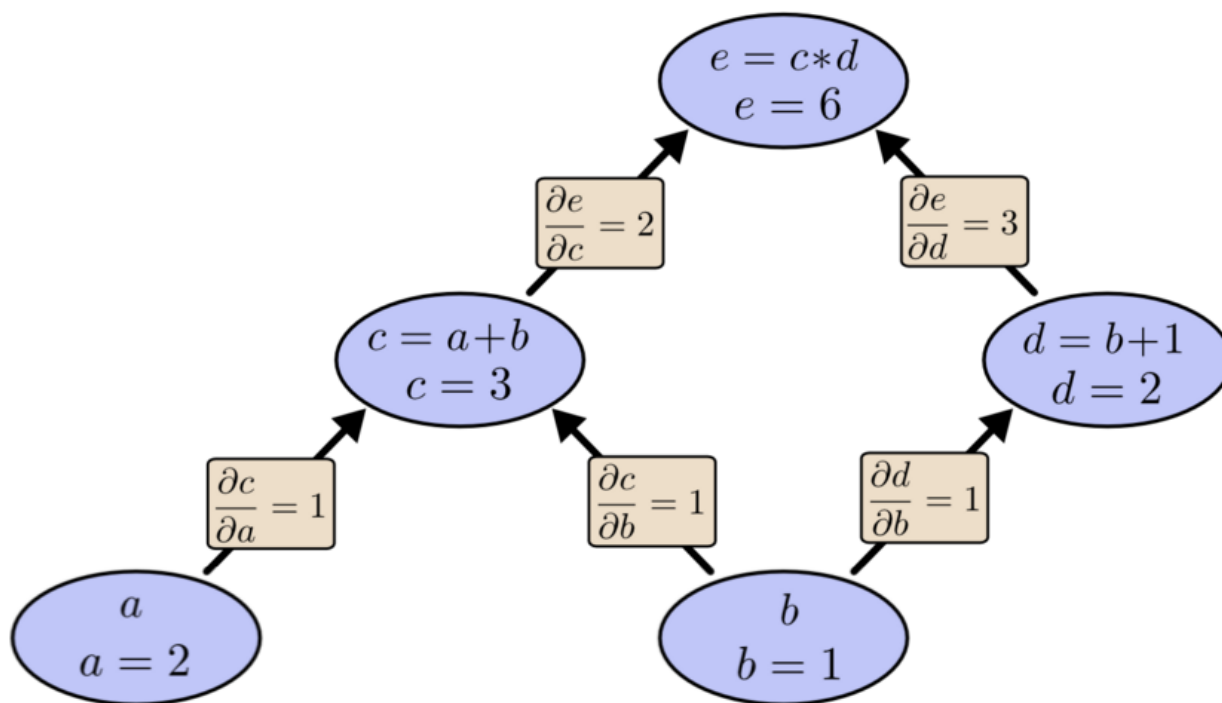 e = c*d
e = 6
∂e/∂c = 2
∂e/∂d = 3
c = a+b
c = 3
d = b+1
d = 2
∂c/∂a = 1
∂c/∂b = 1
∂d/∂b = 1
a
a = 2
b
b = 1